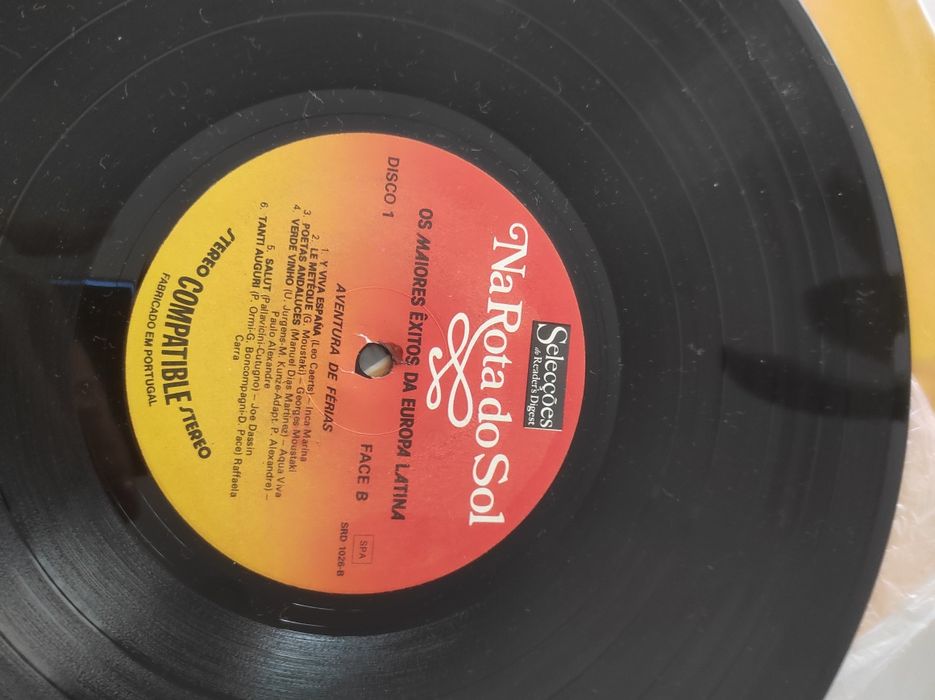 Selecções
do Reader's Digest
Na Rota do Sol
OS MAIORES ÊXITOS DA EUROPA LATINA
DISCO 1
FACE B
SPA
SRD 1026-B
AVENTURA DE FÉRIAS
1. Y VIVA ESPAÑA (Leo Caerts) – Inca Marina
2. LE METÈQUE (G. Moustaki) – Georges Moustaki
3. POETAS ANDALUCES (Manuel Dias Martinez) – Aqua Viva
4. VERDE VINHO (U. Jurgens-M. Kunze-Adapt. P. Alexandre) –
Paulo Alexandre
5. SALUT (Pallavicini-Cutugno) – Joe Dassin
6. TANTI AUGURI (P. Ormi-G. Boncompagni-D. Pace) Raffaela
Carra
STEREO COMPATIBLE STEREO
FABRICADO EM PORTUGAL